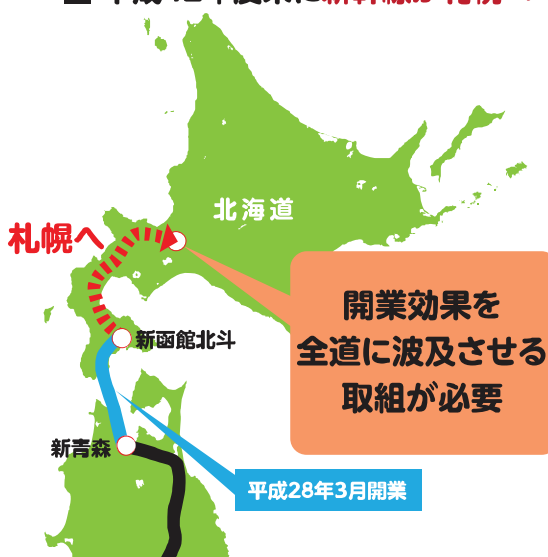 北海道
札幌へ
開業効果を
全道に波及させる
取組が必要
新函館北斗
新青森
平成28年3月開業